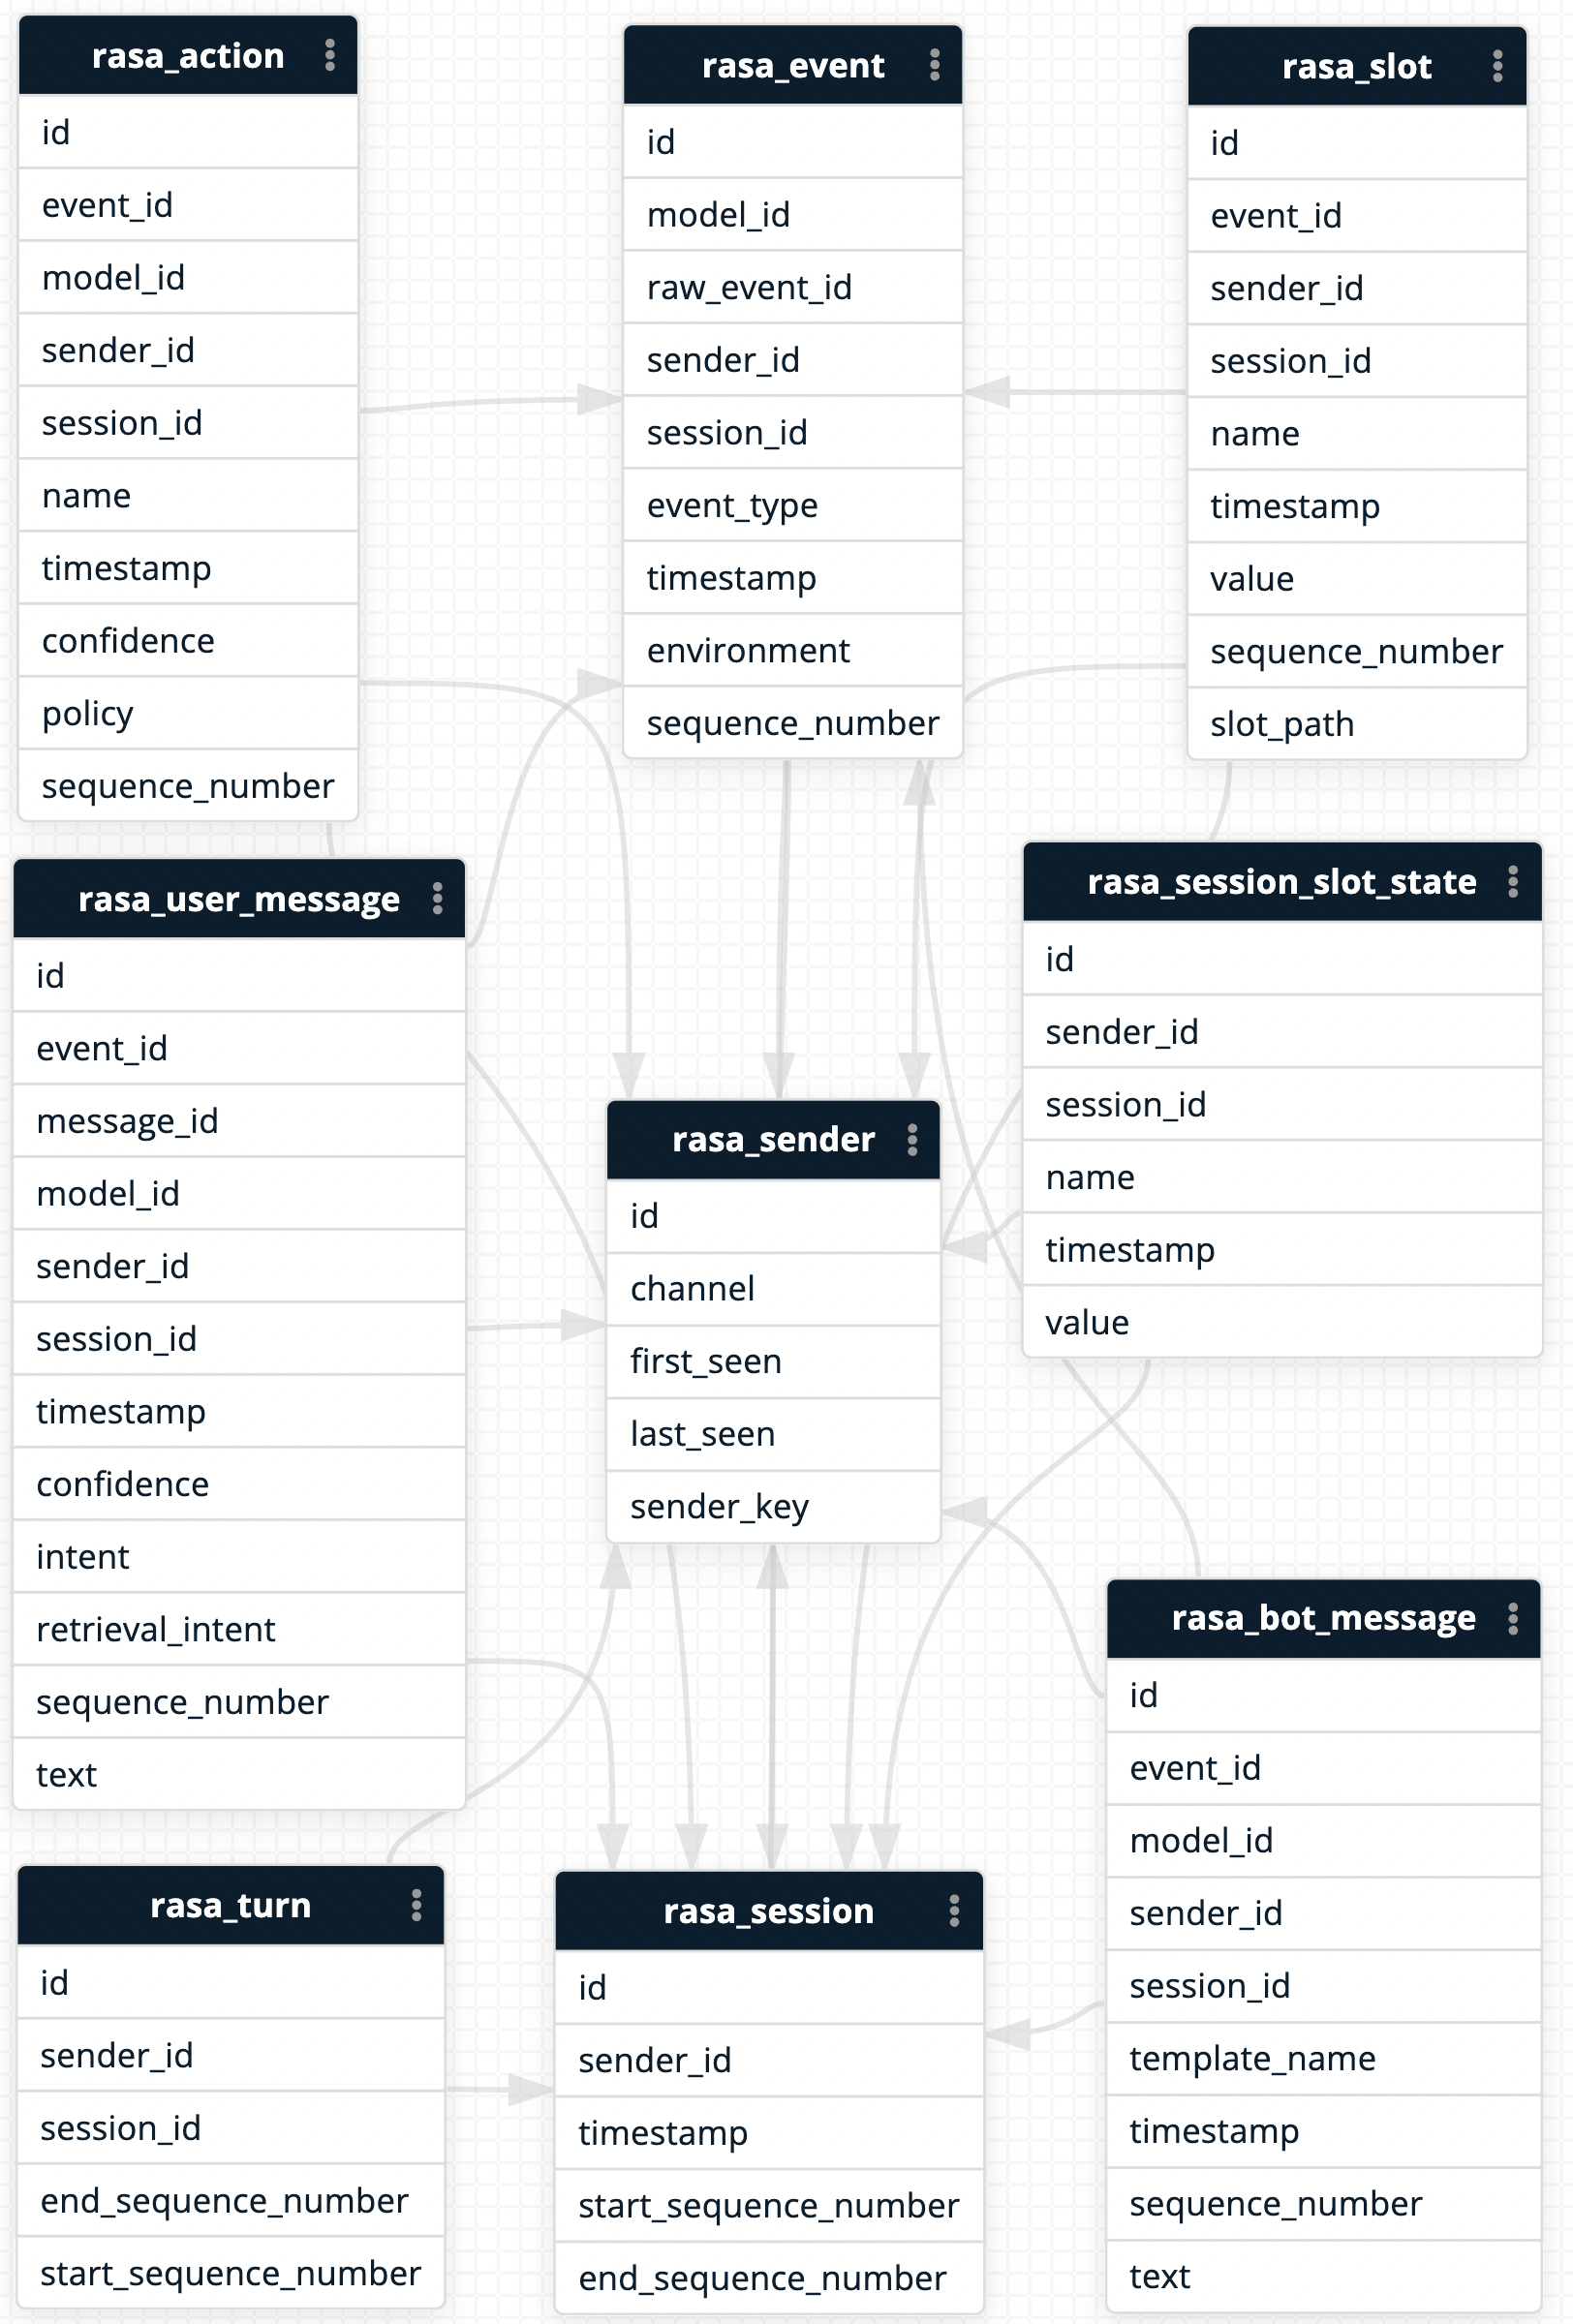 rasa_action
id
event_id
model_id
sender_id
session_id
name
timestamp
confidence
policy
sequence_number
rasa_event
id
model_id
raw_event_id
sender_id
session_id
event_type
timestamp
environment
sequence_number
rasa_slot
id
event_id
sender_id
session_id
name
timestamp
value
sequence_number
slot_path
rasa_user_message
id
event_id
message_id
model_id
sender_id
session_id
timestamp
confidence
intent
retrieval_intent
sequence_number
text
rasa_sender
id
channel
first_seen
last_seen
sender_key
rasa_session_slot_state
id
sender_id
session_id
name
timestamp
value
rasa_turn
id
sender_id
session_id
end_sequence_number
start_sequence_number
rasa_session
id
sender_id
timestamp
start_sequence_number
end_sequence_number
rasa_bot_message
id
event_id
model_id
sender_id
session_id
template_name
timestamp
sequence_number
text